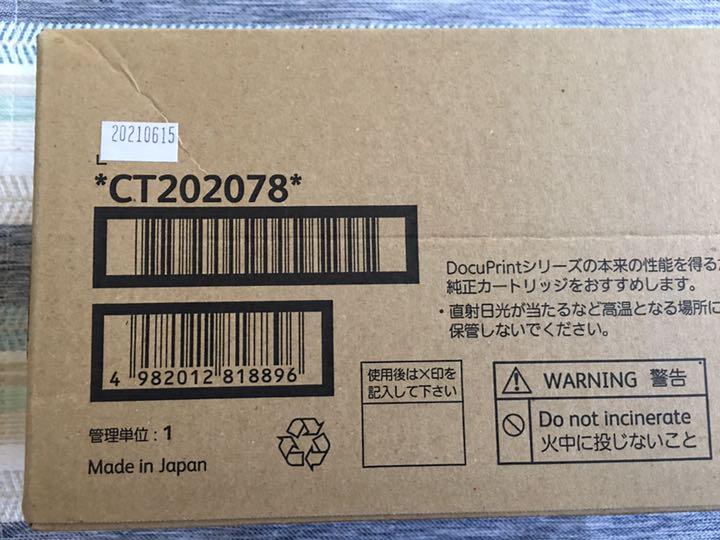 20210615
*CT202078*
DocuPrintシリーズの本来の性能を得る
純正カートリッジをおすすめします。
・直射日光が当たるなど高温となる場所に
保管しないでください。
4 982012 818896
使用後は×印を
記入して下さい
WARNING 警告
Do not incinerate
火中に投じないこと
管理単位:1
Made in Japan